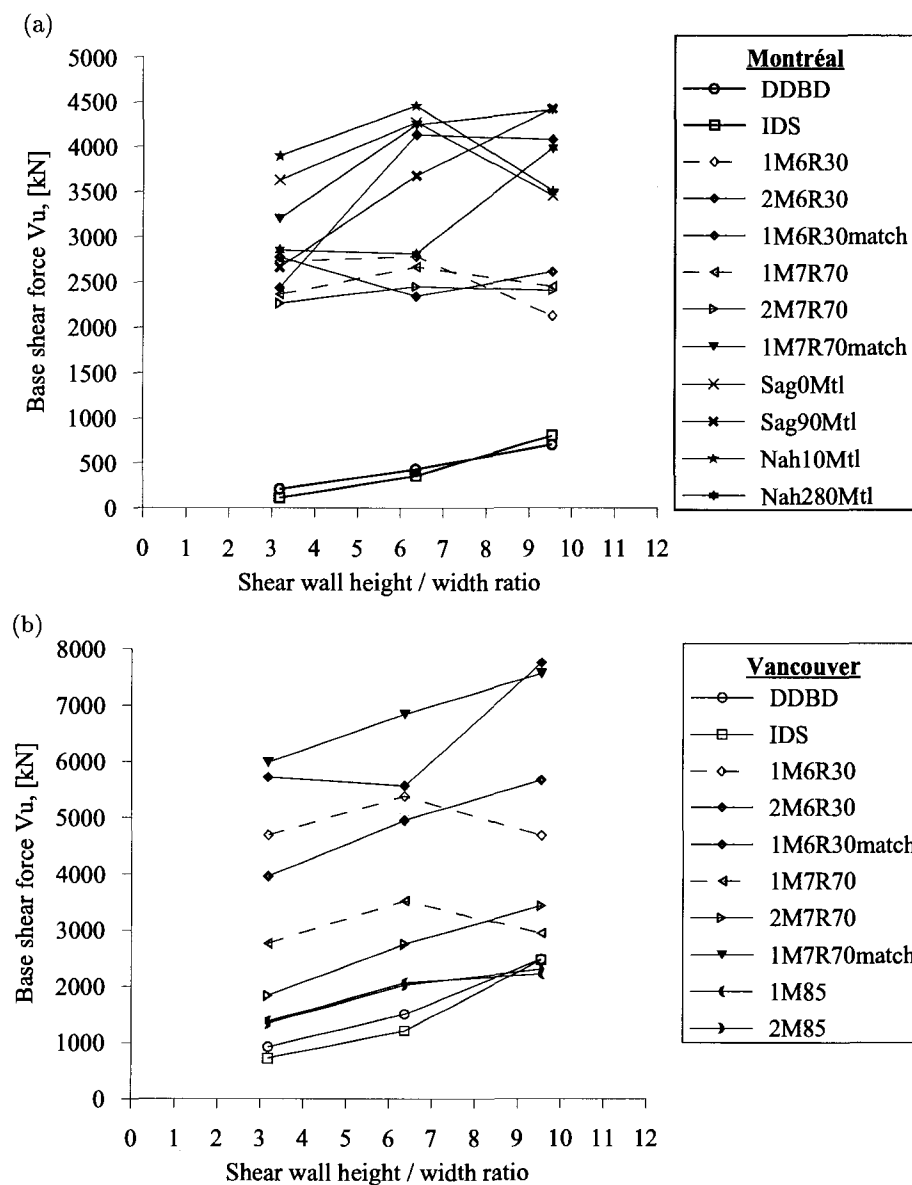 (a)
5000
4500
4000
3500
3000
2500
2000
1500
1000
500
0
Base shear force Vu, [kN]
0 1 2 3 4 5 6 7 8 9 10 11 12
Shear wall height / width ratio
Montréal
DDBD
IDS
1M6R30
2M6R30
1M6R30match
1M7R70
2M7R70
1M7R70match
Sag0Mtl
Sag90Mtl
Nah10Mtl
Nah280Mtl
(b)
8000
7000
6000
5000
4000
3000
2000
1000
0
Base shear force Vu, [kN]
0 1 2 3 4 5 6 7 8 9 10 11 12
Shear wall height / width ratio
Vancouver
DDBD
IDS
1M6R30
2M6R30
1M6R30match
1M7R70
2M7R70
1M7R70match
1M85
2M85